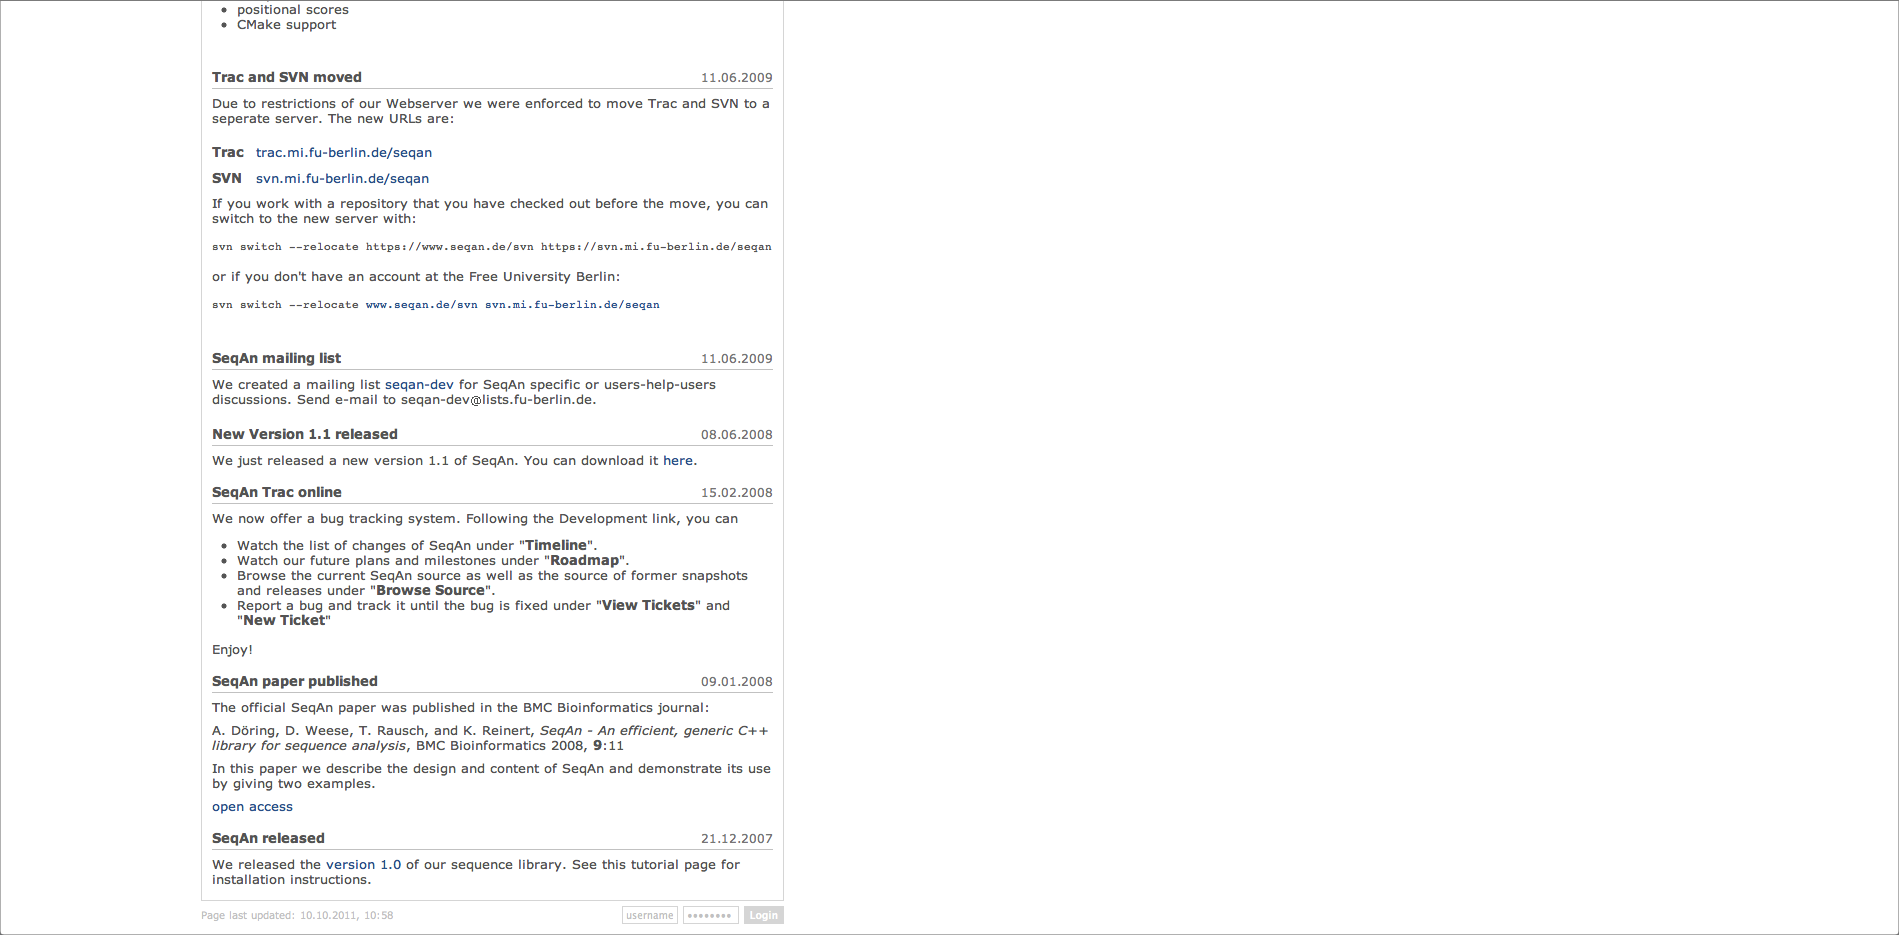 positional scores
CMake support
Trac and SVN moved 11.06.2009
Due to restrictions of our Webserver we were enforced to move Trac and SVN to a
seperate server. The new URLs are:
Trac trac.mi.fu-berlin.de/seqan
SVN svn.mi.fu-berlin.de/seqan
If you work with a repository that you have checked out before the move, you can
switch to the new server with:
svn switch --relocate https://www.seqan.de/svn https://svn.mi.fu-berlin.de/seqan
or if you don't have an account at the Free University Berlin:
svn switch --relocate www.seqan.de/svn svn.mi.fu-berlin.de/seqan
SeqAn mailing list 11.06.2009
We created a mailing list seqan-dev for SeqAn specific or users-help-users
discussions. Send e-mail to seqan-dev@lists.fu-berlin.de.
New Version 1.1 released 08.06.2008
We just released a new version 1.1 of SeqAn. You can download it here.
SeqAn Trac online 15.02.2008
We now offer a bug tracking system. Following the Development link, you can
Watch the list of changes of SeqAn under "Timeline".
Watch our future plans and milestones under "Roadmap".
Browse the current SeqAn source as well as the source of former snapshots
and releases under "Browse Source".
Report a bug and track it until the bug is fixed under "View Tickets" and
"New Ticket"
Enjoy!
SeqAn paper published 09.01.2008
The official SeqAn paper was published in the BMC Bioinformatics journal:
A. Döring, D. Weese, T. Rausch, and K. Reinert, SeqAn - An efficient, generic C++
library for sequence analysis, BMC Bioinformatics 2008, 9:11
In this paper we describe the design and content of SeqAn and demonstrate its use
by giving two examples.
open access
SeqAn released 21.12.2007
We released the version 1.0 of our sequence library. See this tutorial page for
installation instructions.
Page last updated: 10.10.2011, 10:58 username •••••••• Login